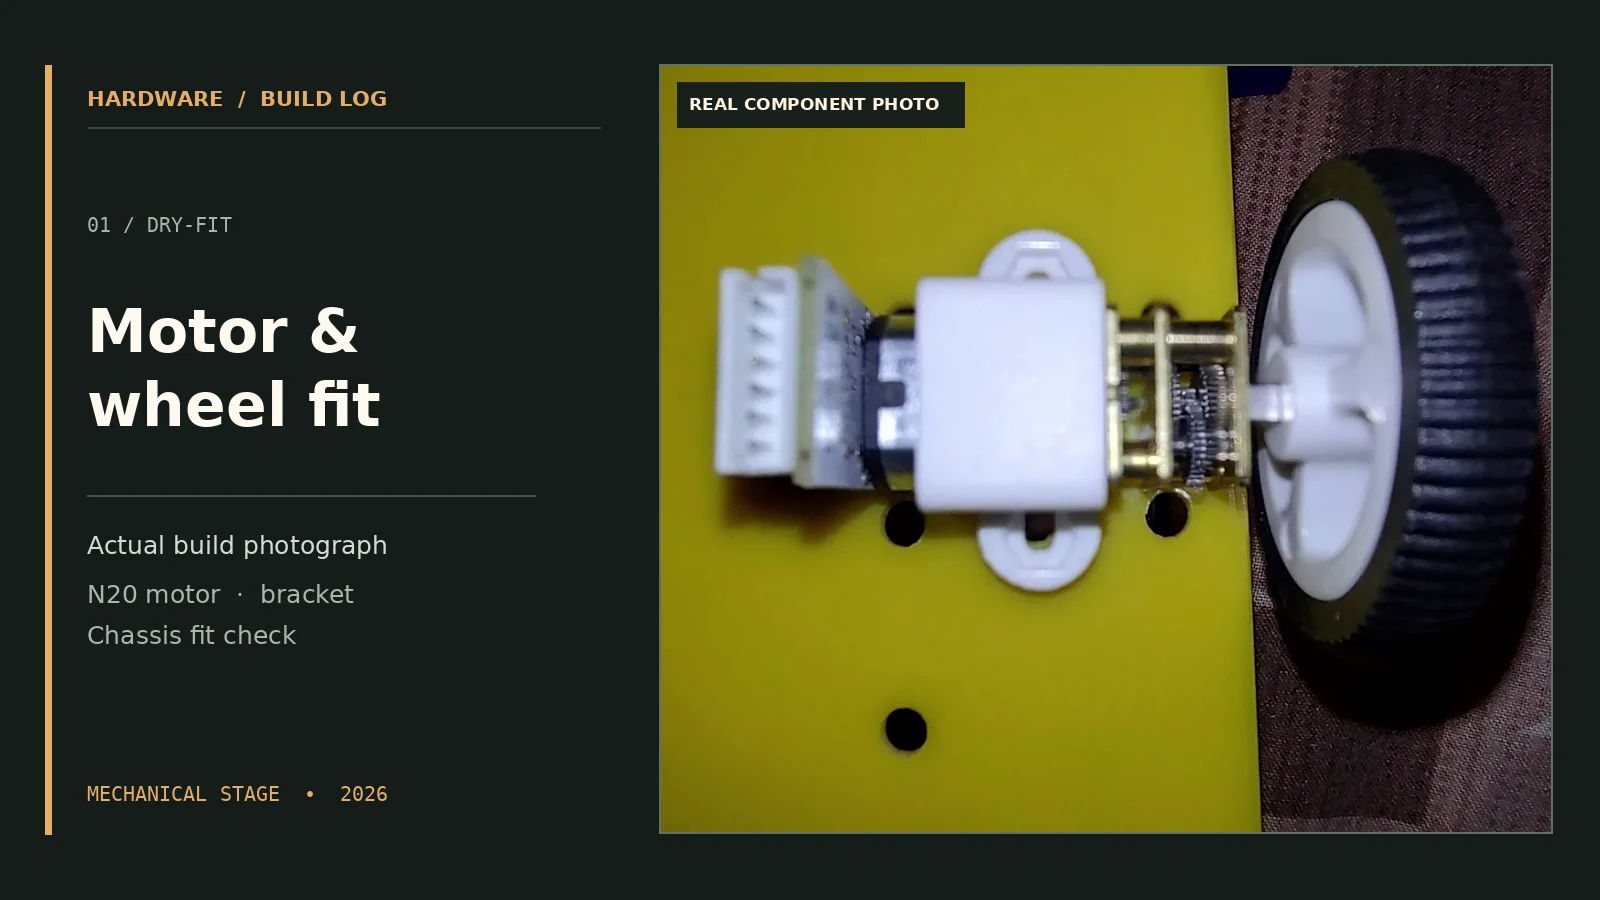 HARDWARE / BUILD LOG
01 / DRY-FIT
Motor &
wheel fit
Actual build photograph
N20 motor · bracket
Chassis fit check
MECHANICAL STAGE • 2026
REAL COMPONENT PHOTO